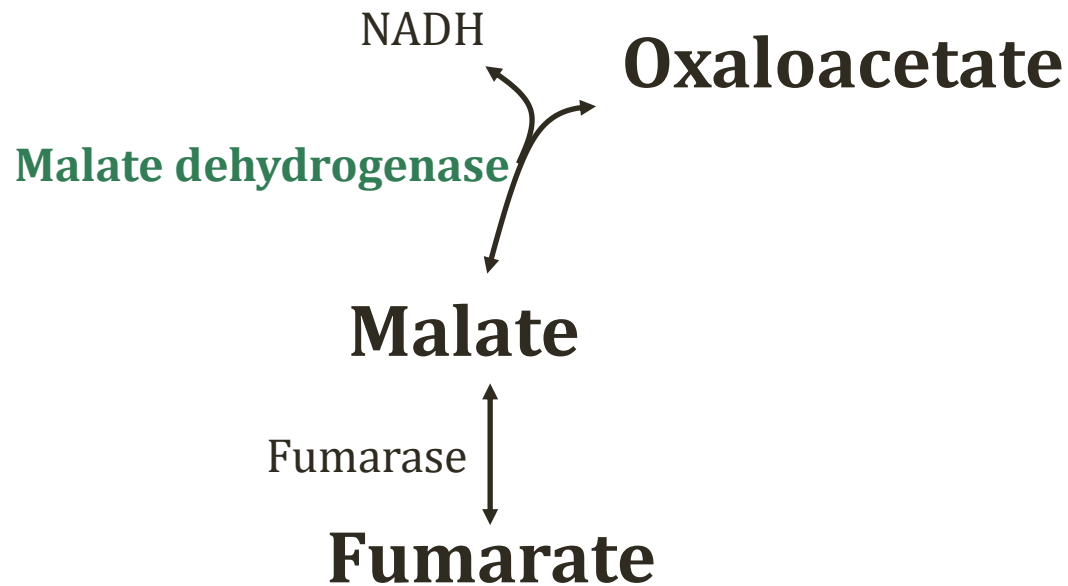 NADH
Oxaloacetate
Malate dehydrogenase
Malate
Fumarase
Fumarate